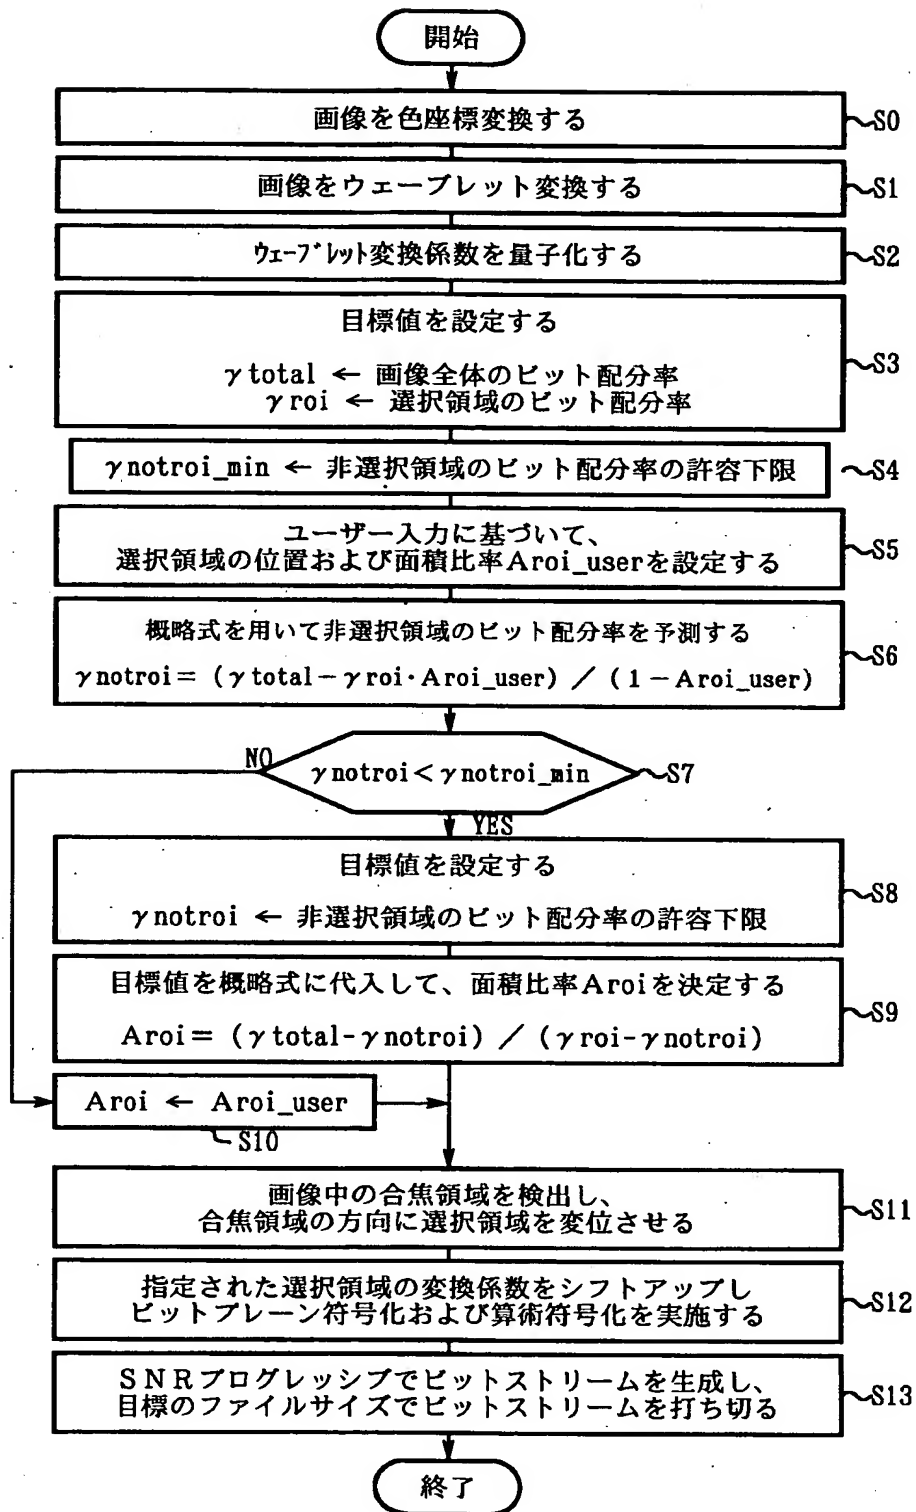 開始
画像を色座標変換する
S0
画像をウェーブレット変換する
S1
ウェーブレット変換係数を量子化する
S2
目標値を設定する
γtotal ← 画像全体のビット配分率
γroi ← 選択領域のビット配分率
S3
γnotroi_min ← 非選択領域のビット配分率の許容下限
S4
ユーザー入力に基づいて、
選択領域の位置および面積比率Aroi_userを設定する
S5
概略式を用いて非選択領域のビット配分率を予測する
γnotroi=(γtotal−γroi・Aroi_user)/(1−Aroi_user)
S6
NO
γnotroi<γnotroi_min
S7
YES
目標値を設定する
γnotroi ← 非選択領域のビット配分率の許容下限
S8
目標値を概略式に代入して、面積比率Aroiを決定する
Aroi=(γtotal-γnotroi)/(γroi-γnotroi)
S9
Aroi ← Aroi_user
S10
画像中の合焦領域を検出し、
合焦領域の方向に選択領域を変位させる
S11
指定された選択領域の変換係数をシフトアップし
ビットプレーン符号化および算術符号化を実施する
S12
SNRプログレッシブでビットストリームを生成し、
目標のファイルサイズでビットストリームを打ち切る
S13
終了